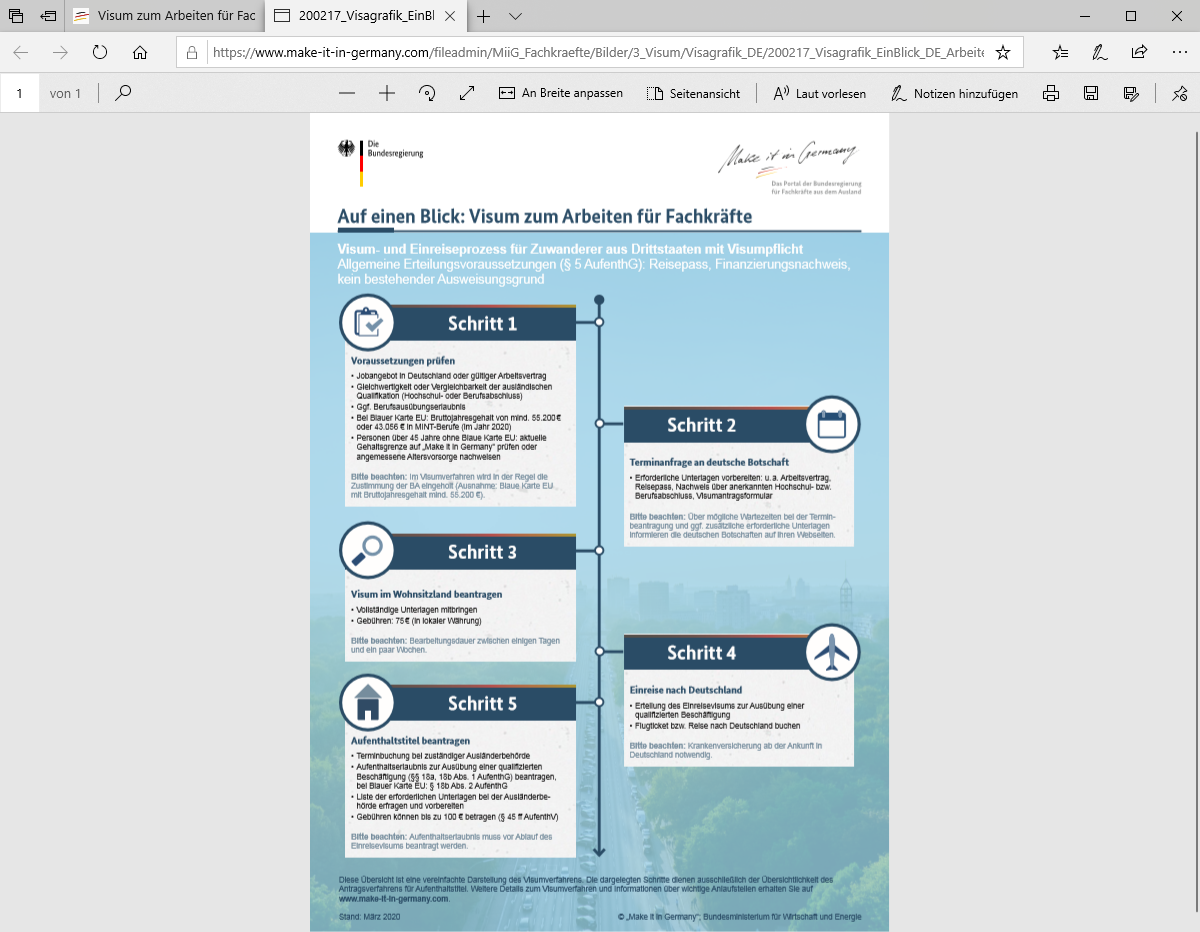 Visum zum Arbeiten für Fac
200217_Visagrafik_EinBl
https://www.make-it-in-germany.com/fileadmin/MiiG_Fachkraefte/Bilder/3_Visum/Visagrafik_DE/200217_Visagrafik_EinBlick_DE_Arbeite
1 von 1
An Breite anpassen
Seitenansicht
Laut vorlesen
Notizen hinzufügen
Die
Bundesregierung
Make it in Germany
Das Portal der Bundesregierung
für Fachkräfte aus dem Ausland
Auf einen Blick: Visum zum Arbeiten für Fachkräfte
Visum- und Einreiseprozess für Zuwanderer aus Drittstaaten mit Visumpflicht
Allgemeine Erteilungsvoraussetzungen (§ 5 AufenthG): Reisepass, Finanzierungsnachweis,
kein bestehender Ausweisungsgrund
Schritt 1
Voraussetzungen prüfen
• Jobangebot in Deutschland oder gültiger Arbeitsvertrag
• Gleichwertigkeit oder Vergleichbarkeit der ausländischen
Qualifikation (Hochschul- oder Berufsabschluss)
• Ggf. Berufsausübungserlaubnis
• Bei Blauer Karte EU: Bruttojahresgehalt von mind. 55.200€
oder 43.056 € in MINT-Berufe (im Jahr 2020)
• Personen über 45 Jahre ohne Blaue Karte EU: aktuelle
Gehaltsgrenze auf „Make it in Germany" prüfen oder
angemessene Altersvorsorge nachweisen
Bitte beachten: Im Visumverfahren wird in der Regel die
Zustimmung der BA eingeholt (Ausnahme: Blaue Karte EU
mit Bruttojahresgehalt mind. 55.200 €).
Schritt 2
Terminanfrage an deutsche Botschaft
• Erforderliche Unterlagen vorbereiten: u. a. Arbeitsvertrag,
Reisepass, Nachweis über anerkannten Hochschul- bzw.
Berufsabschluss, Visumantragsformular
Bitte beachten: Über mögliche Wartezeiten bei der Termin-
beantragung und ggf. zusätzliche erforderliche Unterlagen
informieren die deutschen Botschaften auf ihren Webseiten.
Schritt 3
Visum im Wohnsitzland beantragen
• Vollständige Unterlagen mitbringen
• Gebühren: 75€ (in lokaler Währung)
Bitte beachten: Bearbeitungsdauer zwischen einigen Tagen
und ein paar Wochen.
Schritt 4
Einreise nach Deutschland
• Erteilung des Einreisevisums zur Ausübung einer
qualifizierten Beschäftigung
• Flugticket bzw. Reise nach Deutschland buchen
Bitte beachten: Krankenversicherung ab der Ankunft in
Deutschland notwendig.
Schritt 5
Aufenthaltstitel beantragen
• Terminbuchung bei zuständiger Ausländerbehörde
• Aufenthaltserlaubnis zur Ausübung einer qualifizierten
Beschäftigung (§§ 18a, 18b Abs. 1 AufenthG) beantragen,
bei Blauer Karte EU: § 18b Abs. 2 AufenthG
• Liste der erforderlichen Unterlagen bei der Ausländerbe-
hörde erfragen und vorbereiten
• Gebühren können bis zu 100 € betragen (§ 45 ff AufenthV)
Bitte beachten: Aufenthaltserlaubnis muss vor Ablauf des
Einreisevisums beantragt werden.
Diese Übersicht ist eine vereinfachte Darstellung des Visumverfahrens. Die dargelegten Schritte dienen ausschließlich der Übersichtlichkeit des
Antragsverfahrens für Aufenthaltstitel. Weitere Details zum Visumverfahren und Informationen über wichtige Anlaufstellen erhalten Sie auf
www.make-it-in-germany.com.
Stand: März 2020
© „Make it in Germany"; Bundesministerium für Wirtschaft und Energie